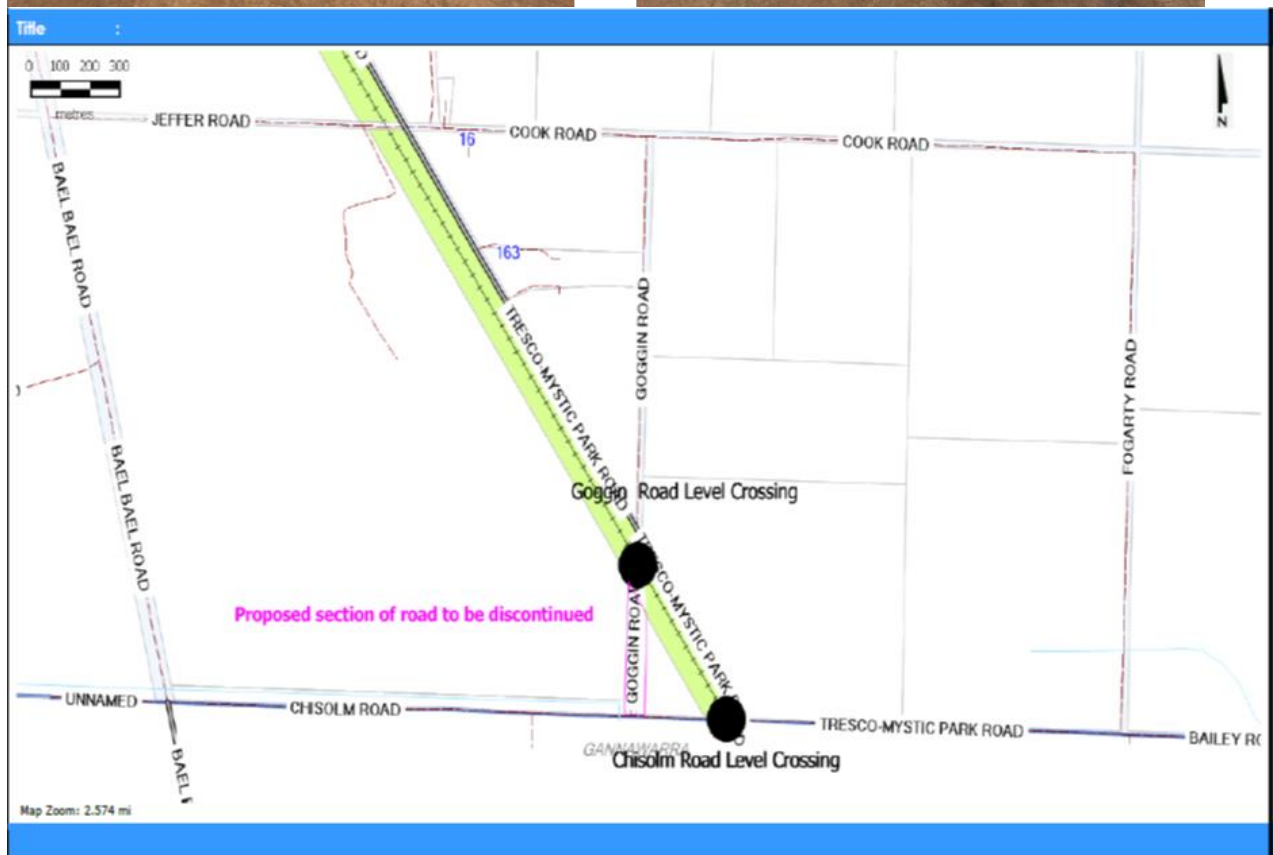 Title :
0 100 200 300
metres
N
JEFFER ROAD
COOK ROAD
COOK ROAD
16
BAEL BAEL ROAD
163
GOGGIN ROAD
TRESCO-MYSTIC PARK ROAD
FOGARTY ROAD
BAEL BAEL ROAD
Goggin Road Level Crossing
TRESCO-MYSTIC PARK
Proposed section of road to be discontinued
GOGGIN ROAD
UNNAMED
CHISOLM ROAD
TRESCO-MYSTIC PARK ROAD
BAILEY
GANNAWARRA
Chisolm Road Level Crossing
BAEL
Map Zoom: 2.574 mi